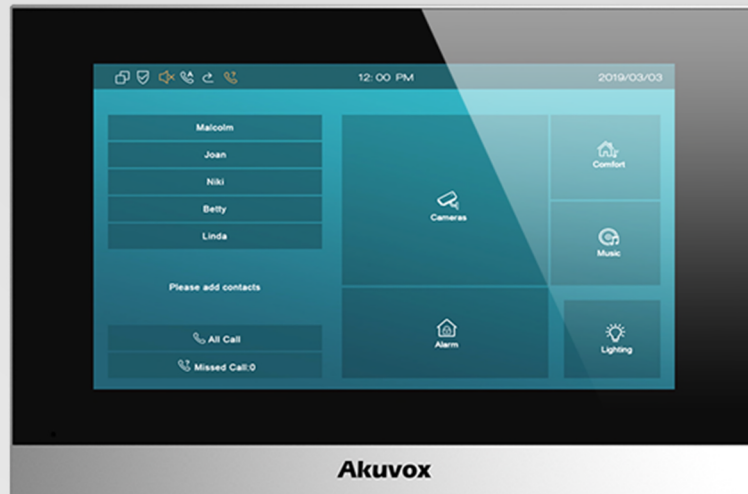 12:00 PM
2019/03/03
Malcolm
Joan
Niki
Betty
Linda
Please add contacts
All Call
Missed Call:0
Cameras
Alarm
Comfort
Music
Lighting
Akuvox